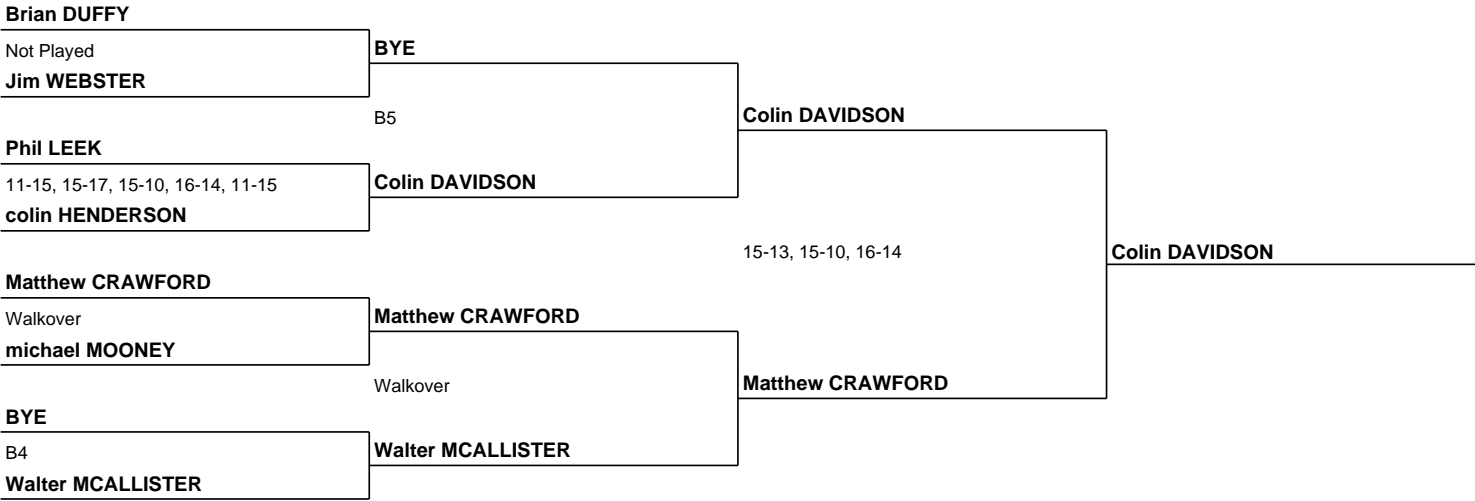 Brian DUFFY
Not Played
Jim WEBSTER
Phil LEEK
11-15, 15-17, 15-10, 16-14, 11-15
colin HENDERSON
Matthew CRAWFORD
Walkover
michael MOONEY
BYE
B4
Walter MCALLISTER
BYE
B5
Colin DAVIDSON
Matthew CRAWFORD
Walkover
Walter MCALLISTER
Colin DAVIDSON
15-13, 15-10, 16-14
Matthew CRAWFORD
Colin DAVIDSON